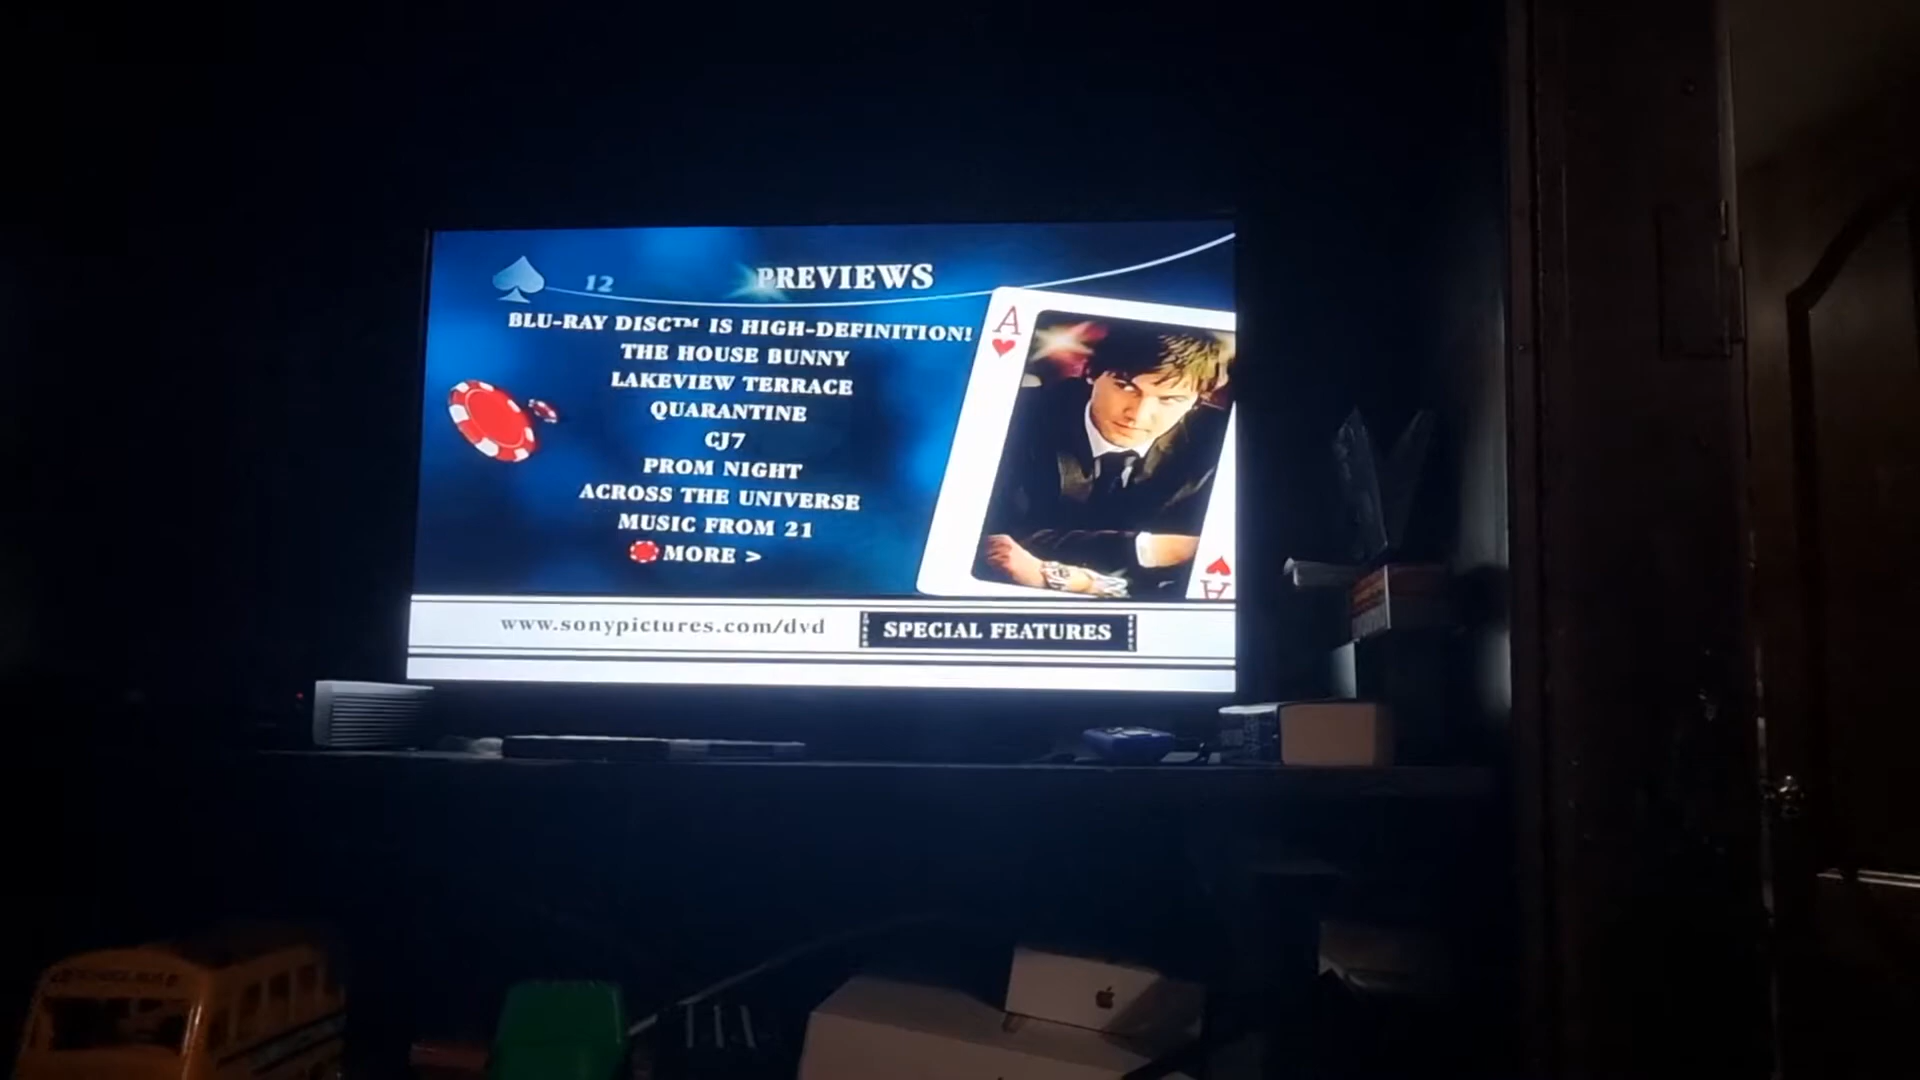 12
PREVIEWS
BLU-RAY DISC™ IS HIGH-DEFINITION!
THE HOUSE BUNNY
LAKEVIEW TERRACE
QUARANTINE
CJ7
PROM NIGHT
ACROSS THE UNIVERSE
MUSIC FROM 21
MORE >
A
A
www.sonypictures.com/dvd
SPECIAL FEATURES